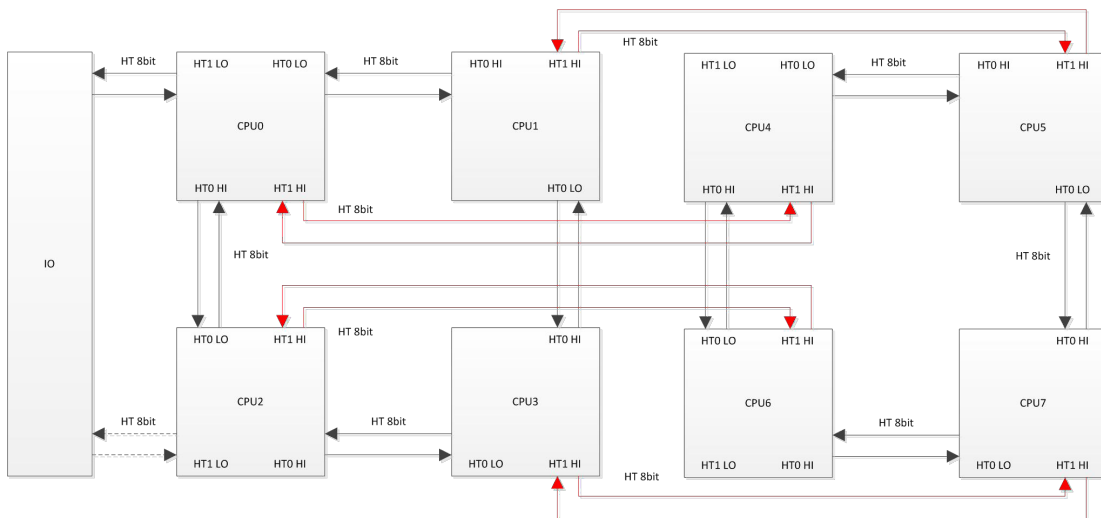 HT 8bit
HT 8bit
HT 8bit
HT 8bit
HT1 LO
HT0 LO
HT0 HI
HT1 HI
HT1 LO
HT0 LO
HT0 HI
HT1 HI
CPU0
CPU1
CPU4
CPU5
HT0 HI
HT1 HI
HT0 LO
HT0 HI
HT1 HI
HT0 LO
HT 8bit
HT 8bit
HT 8bit
IO
HT0 LO
HT1 HI
HT 8bit
HT0 HI
HT0 LO
HT1 HI
HT0 HI
CPU2
CPU3
CPU6
CPU7
HT 8bit
HT 8bit
HT 8bit
HT1 LO
HT0 HI
HT0 LO
HT1 HI
HT 8bit
HT1 LO
HT0 HI
HT0 LO
HT1 HI